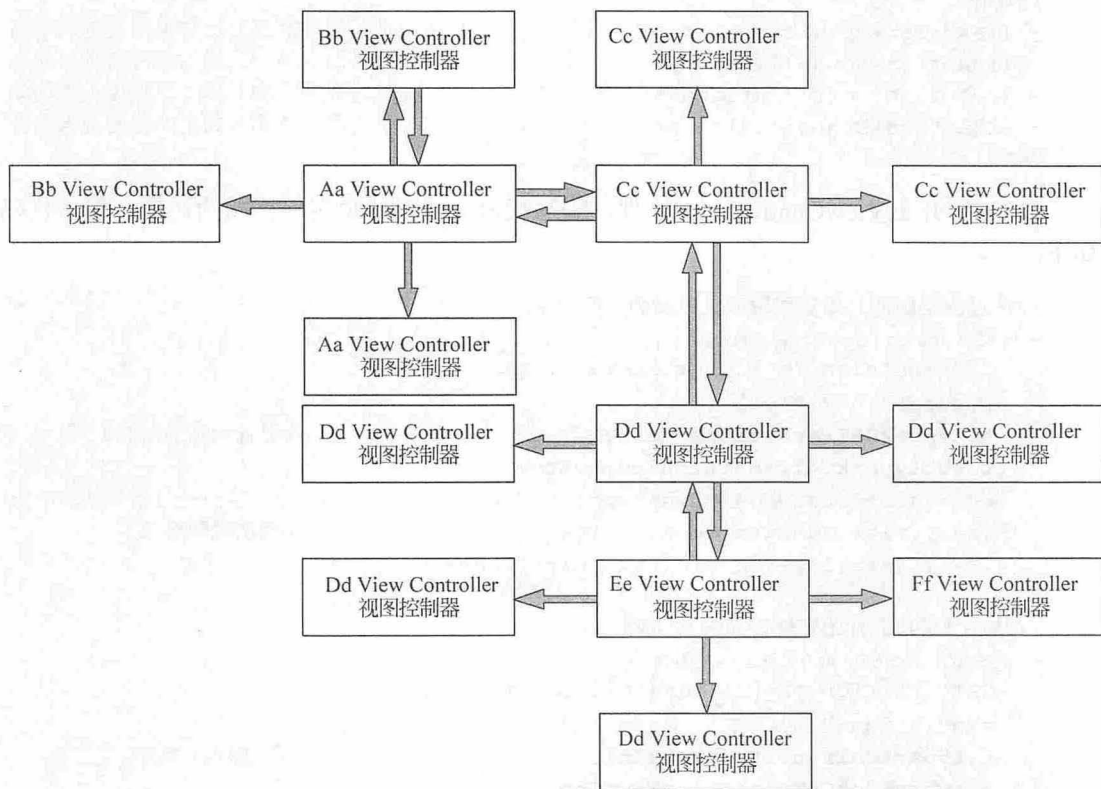 Bb View Controller
视图控制器
Cc View Controller
视图控制器
Bb View Controller
视图控制器
Aa View Controller
视图控制器
Cc View Controller
视图控制器
Cc View Controller
视图控制器
Aa View Controller
视图控制器
Dd View Controller
视图控制器
Dd View Controller
视图控制器
Dd View Controller
视图控制器
Dd View Controller
视图控制器
Ee View Controller
视图控制器
Ff View Controller
视图控制器
Dd View Controller
视图控制器